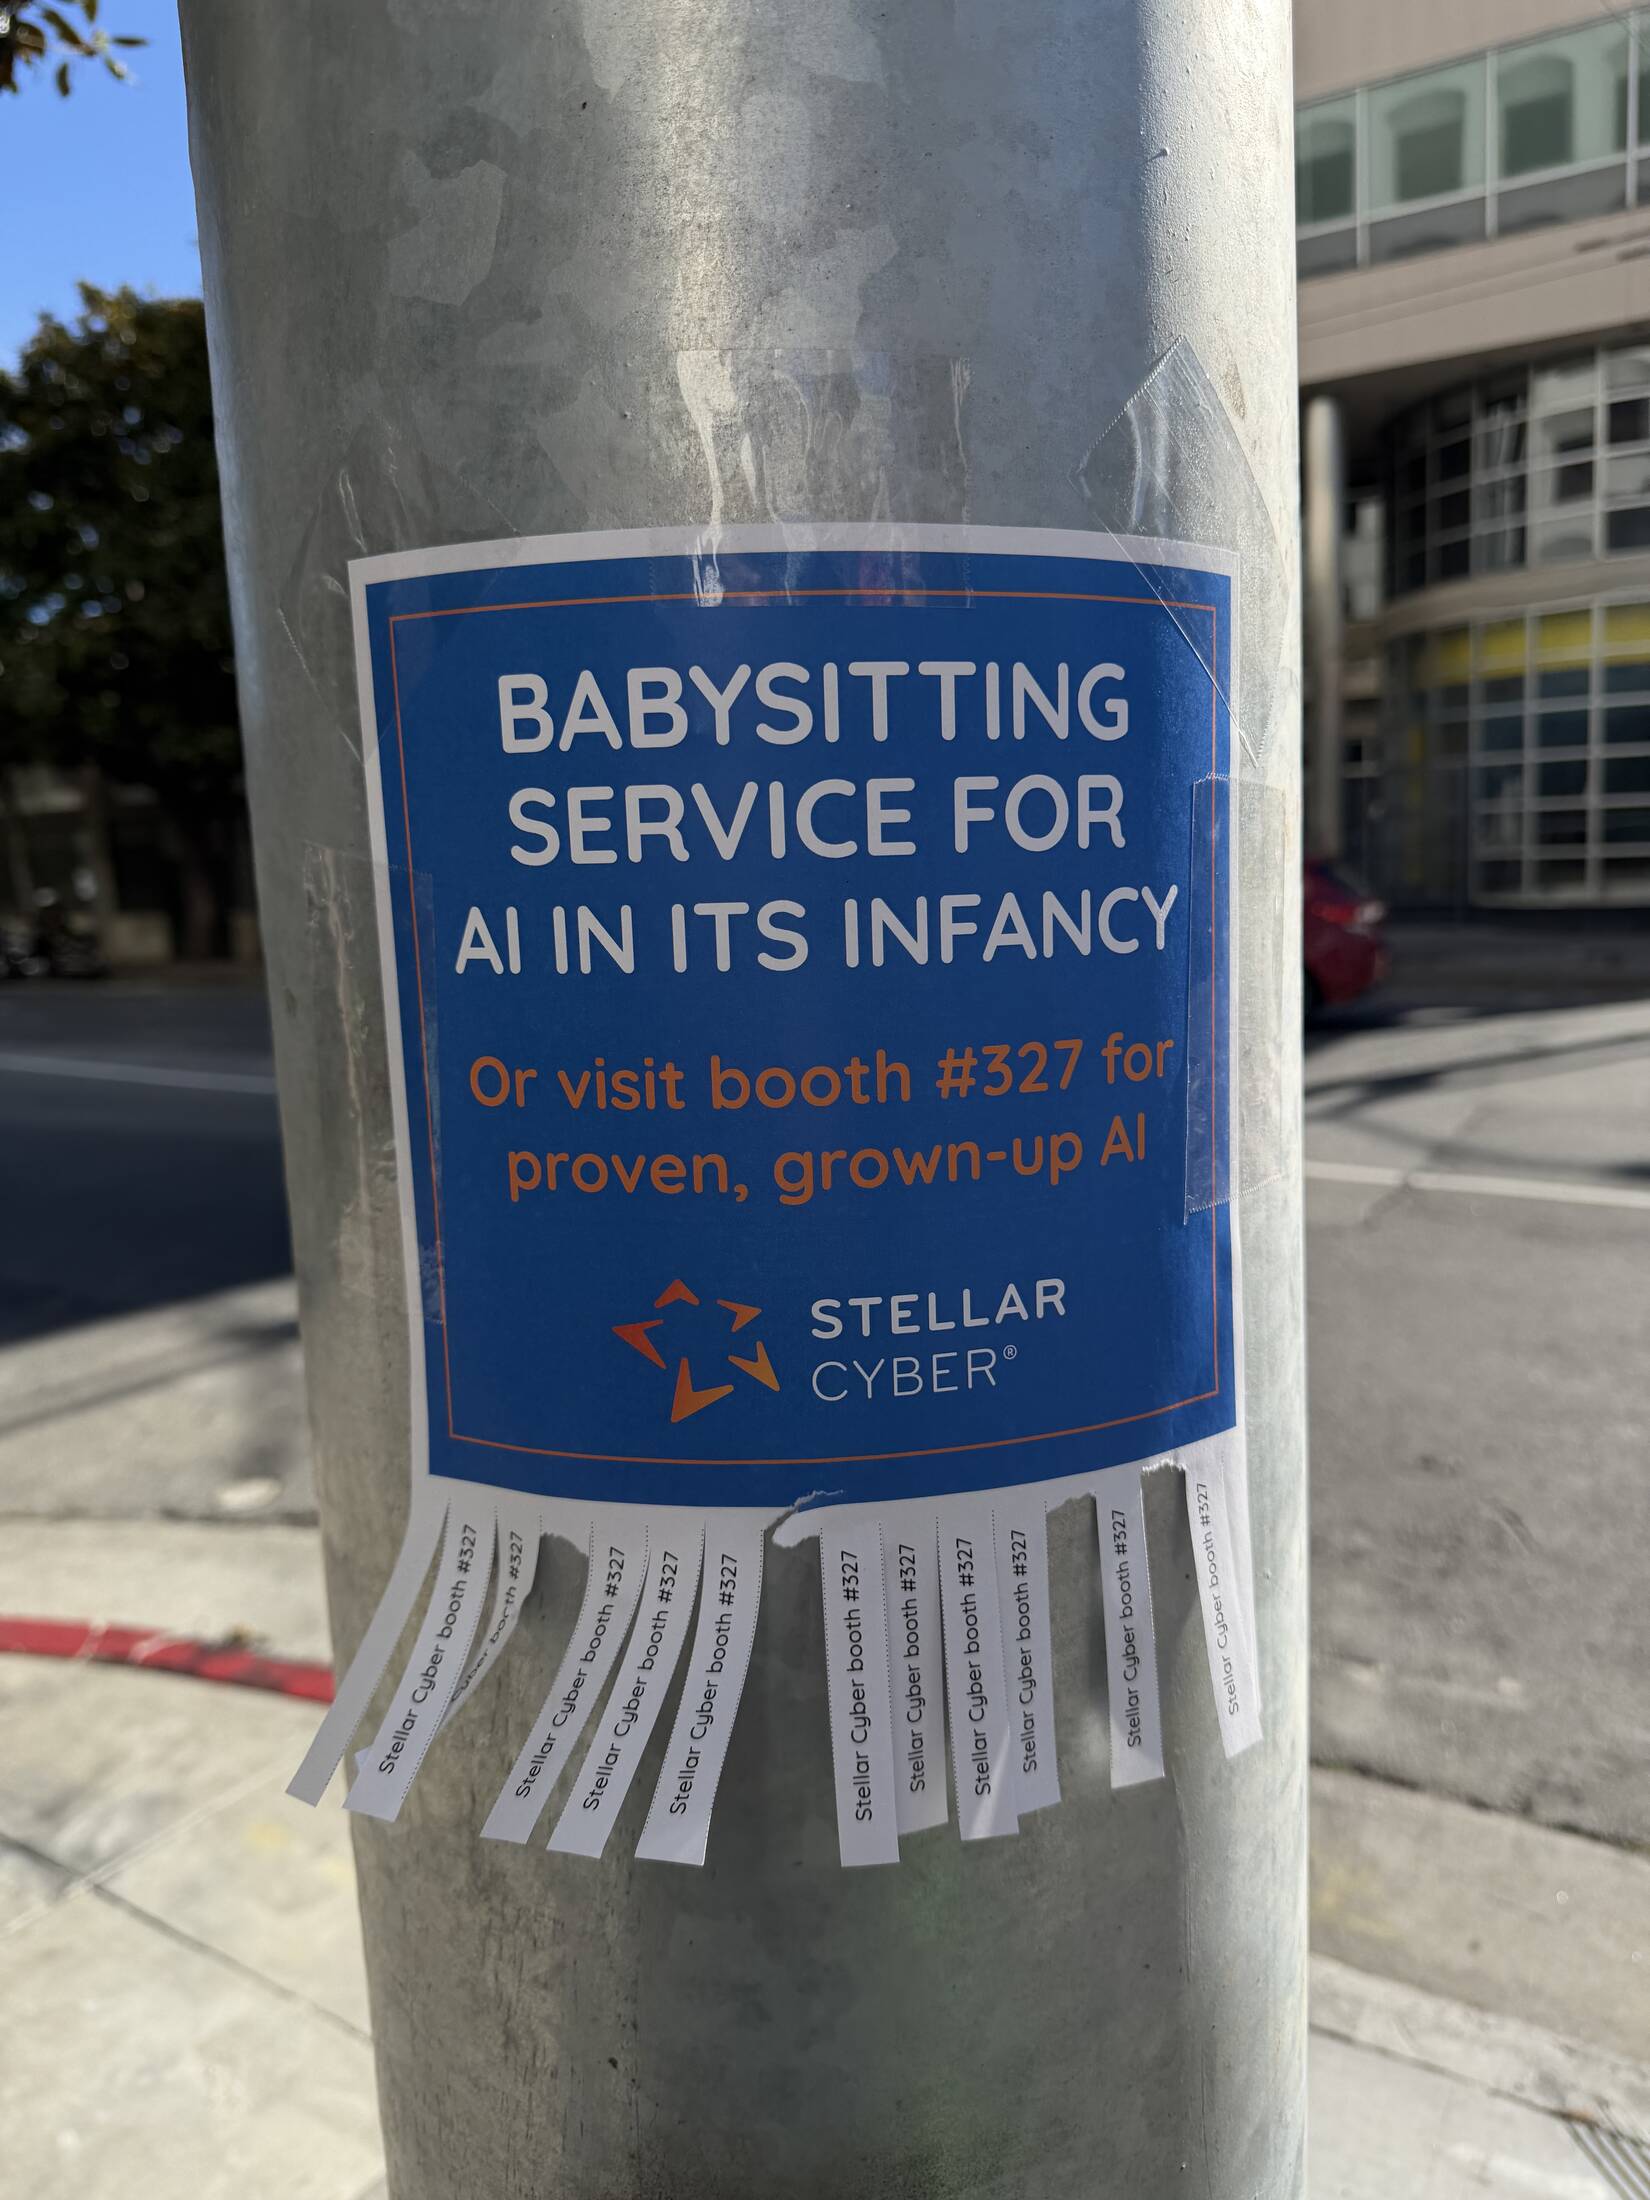 BABYSITTING
SERVICE FOR
AI IN ITS INFANCY
Or visit booth #327 for
proven, grown-up AI
STELLAR
CYBER®
Stellar Cyber booth #327
Cyber booth #327
Stellar Cyber booth #327
Stellar Cyber booth #327
Stellar Cyber booth #327
Stellar Cyber booth #327
Stellar Cyber booth #327
Stellar Cyber booth #327
Stellar Cyber booth #327
Stellar Cyber booth #327
Stellar Cyber booth #327